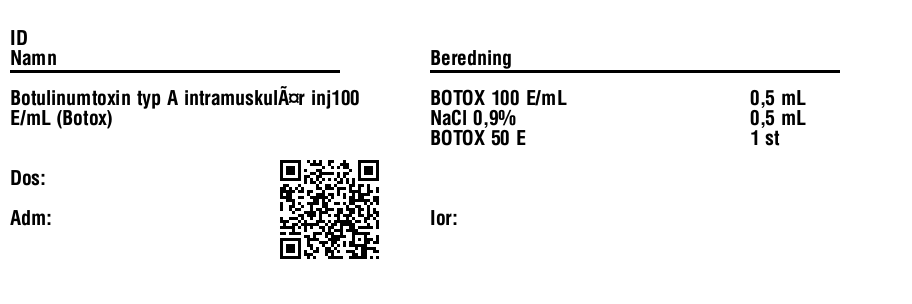 ID
Namn
Beredning
Botulinumtoxin typ A intramuskulÃ¤r inj100
E/mL (Botox)
BOTOX 100 E/mL 0,5 mL
NaCl 0,9% 0,5 mL
BOTOX 50 E 1 st
Dos:
Adm:
Ior: